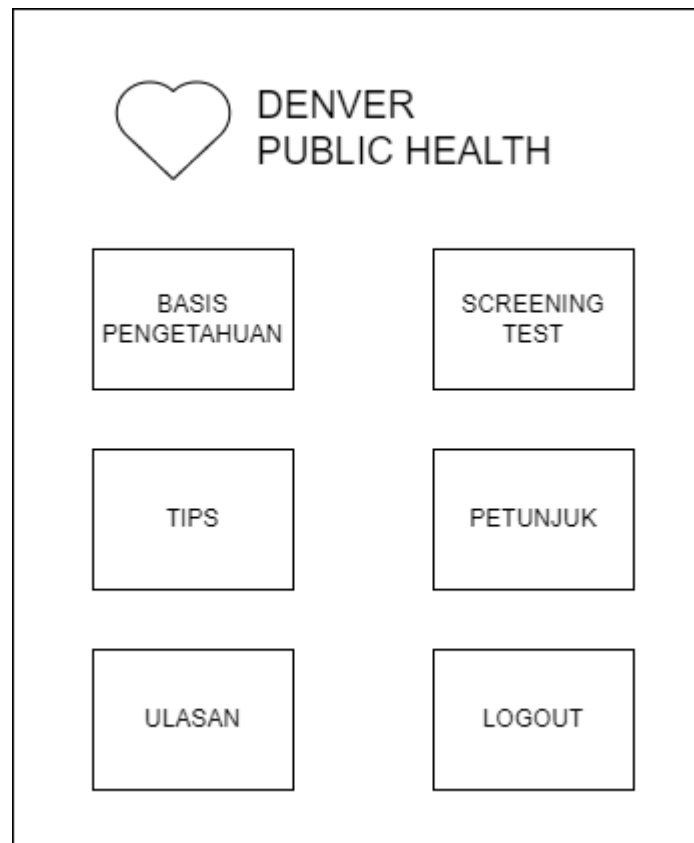 DENVER
PUBLIC HEALTH
BASIS
PENGETAHUAN
SCREENING
TEST
TIPS
PETUNJUK
ULASAN
LOGOUT